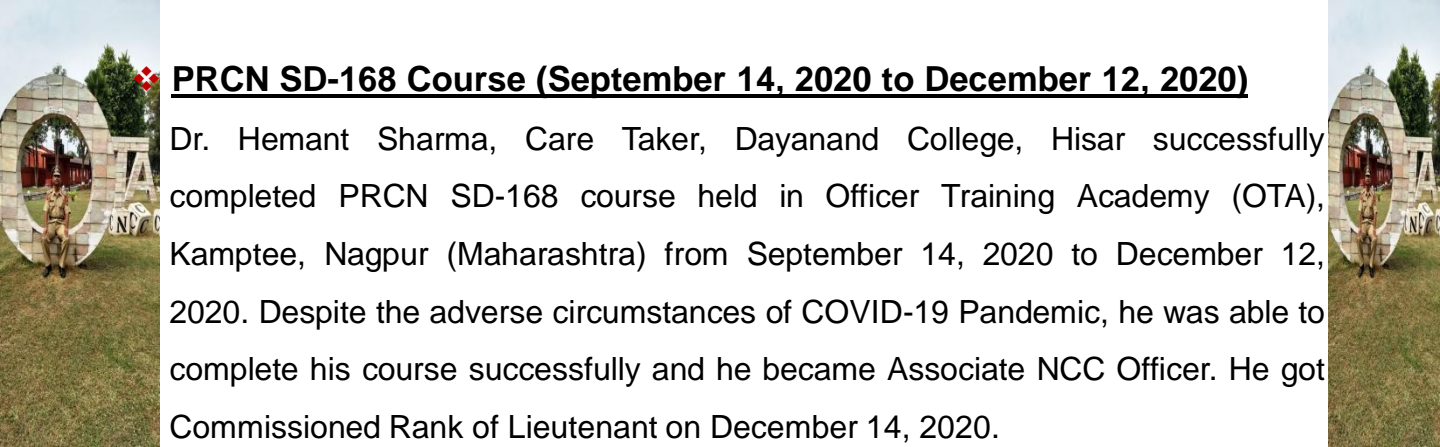 PRCN SD-168 Course (September 14, 2020 to December 12, 2020)
Dr. Hemant Sharma, Care Taker, Dayanand College, Hisar successfully
completed PRCN SD-168 course held in Officer Training Academy (OTA),
Kamptee, Nagpur (Maharashtra) from September 14, 2020 to December 12,
2020. Despite the adverse circumstances of COVID-19 Pandemic, he was able to
complete his course successfully and he became Associate NCC Officer. He got
Commissioned Rank of Lieutenant on December 14, 2020.